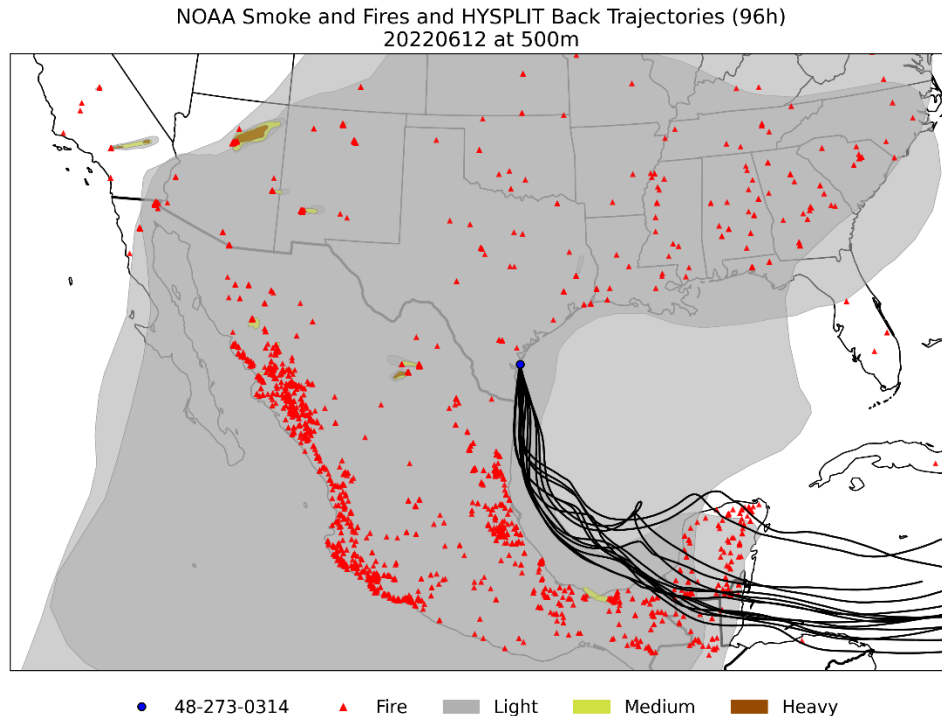 NOAA Smoke and Fires and HYSPLIT Back Trajectories (96h)
20220612 at 500m
48-273-0314 Fire Light Medium Heavy